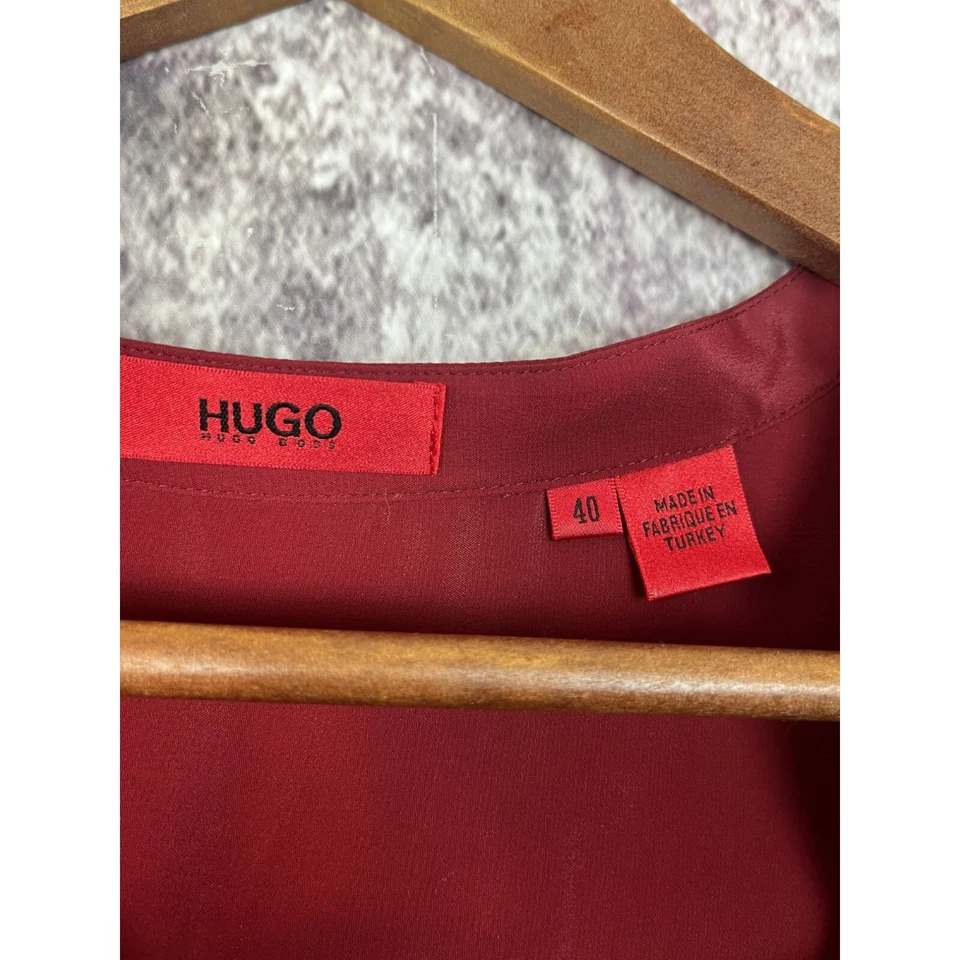 HUGO
HUGO BOSS
40
MADE IN
FABRIQUE EN
TURKEY